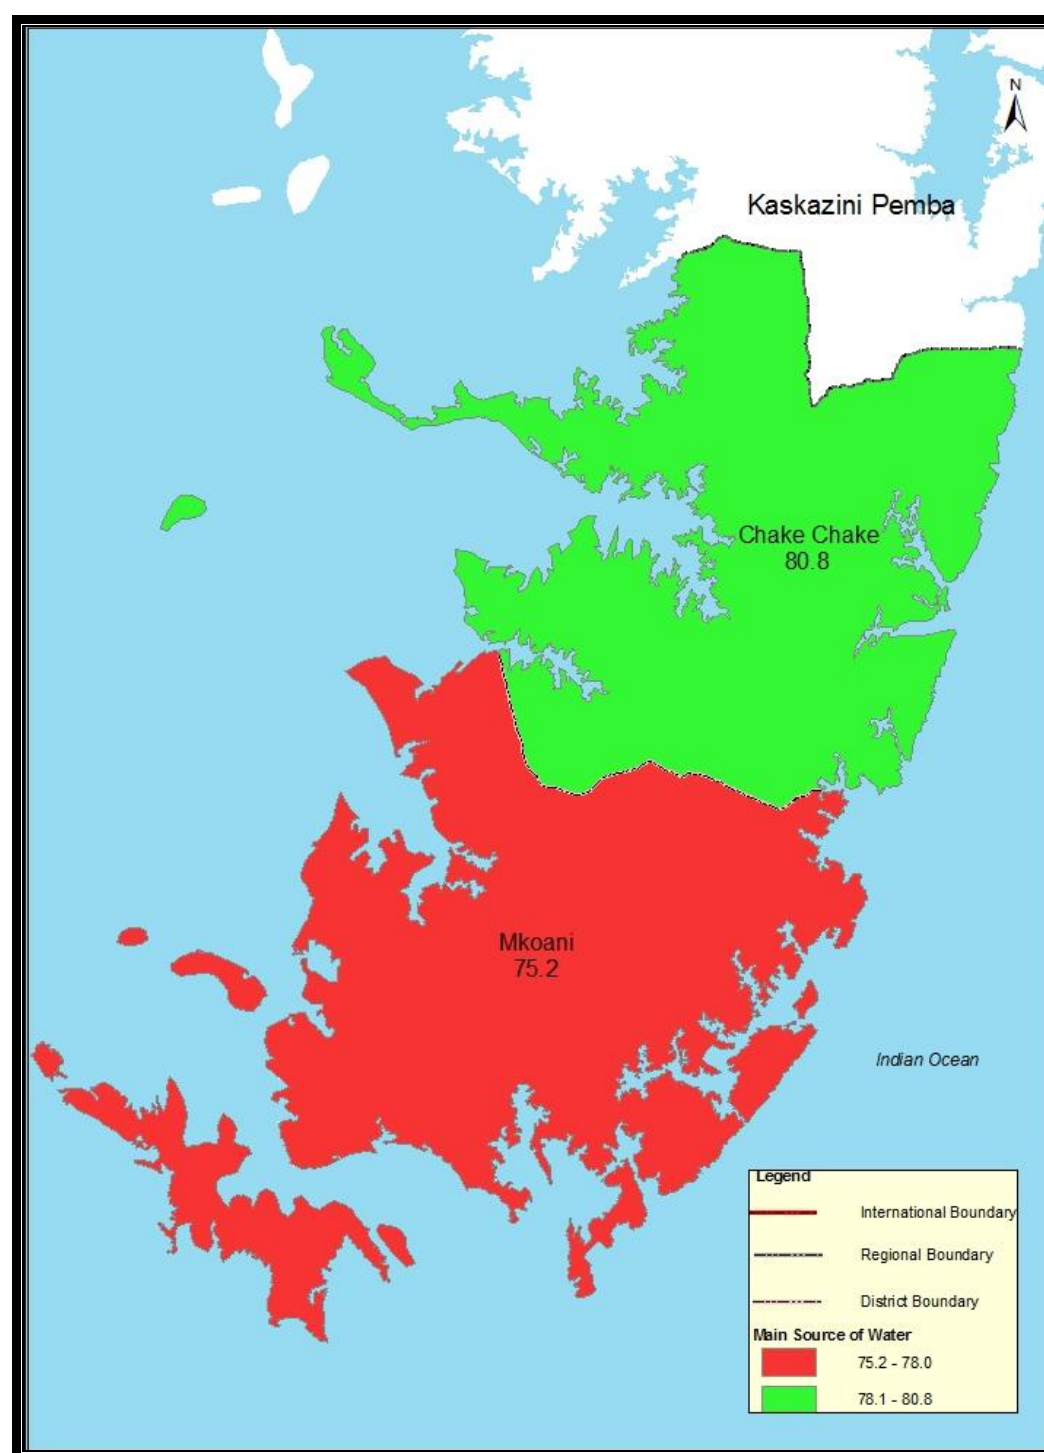 N
Kaskazini Pemba
Chake Chake
80.8
Mkoani
75.2
Indian Ocean
Legend
International Boundary
Regional Boundary
District Boundary
Main Source of Water
75.2 - 78.0
78.1 - 80.8